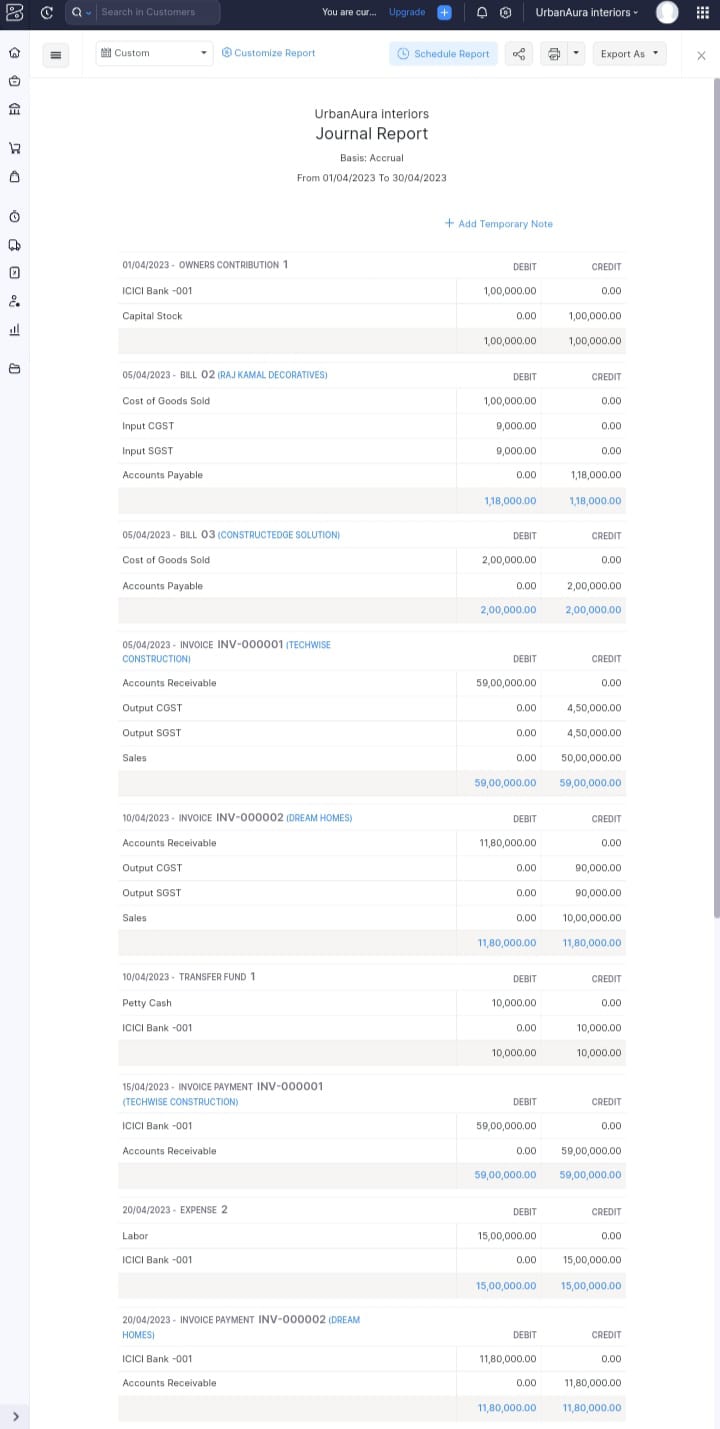 Search in Customers You are cur... Upgrade UrbanAura interiors
Custom Customize Report Schedule Report Export As
UrbanAura interiors
Journal Report
Basis: Accrual
From 01/04/2023 To 30/04/2023
+ Add Temporary Note
01/04/2023 - OWNERS CONTRIBUTION 1 DEBIT CREDIT
ICICI Bank -001 1,00,000.00 0.00
Capital Stock 0.00 1,00,000.00
1,00,000.00 1,00,000.00
05/04/2023 - BILL 02 (RAJ KAMAL DECORATIVES) DEBIT CREDIT
Cost of Goods Sold 1,00,000.00 0.00
Input CGST 9,000.00 0.00
Input SGST 9,000.00 0.00
Accounts Payable 0.00 1,18,000.00
1,18,000.00 1,18,000.00
05/04/2023 - BILL 03 (CONSTRUCTEDGE SOLUTION) DEBIT CREDIT
Cost of Goods Sold 2,00,000.00 0.00
Accounts Payable 0.00 2,00,000.00
2,00,000.00 2,00,000.00
05/04/2023 - INVOICE INV-000001 (TECHWISE
CONSTRUCTION) DEBIT CREDIT
Accounts Receivable 59,00,000.00 0.00
Output CGST 0.00 4,50,000.00
Output SGST 0.00 4,50,000.00
Sales 0.00 50,00,000.00
59,00,000.00 59,00,000.00
10/04/2023 - INVOICE INV-000002 (DREAM HOMES) DEBIT CREDIT
Accounts Receivable 11,80,000.00 0.00
Output CGST 0.00 90,000.00
Output SGST 0.00 90,000.00
Sales 0.00 10,00,000.00
11,80,000.00 11,80,000.00
10/04/2023 - TRANSFER FUND 1 DEBIT CREDIT
Petty Cash 10,000.00 0.00
ICICI Bank -001 0.00 10,000.00
10,000.00 10,000.00
15/04/2023 - INVOICE PAYMENT INV-000001
(TECHWISE CONSTRUCTION) DEBIT CREDIT
ICICI Bank -001 59,00,000.00 0.00
Accounts Receivable 0.00 59,00,000.00
59,00,000.00 59,00,000.00
20/04/2023 - EXPENSE 2 DEBIT CREDIT
Labor 15,00,000.00 0.00
ICICI Bank -001 0.00 15,00,000.00
15,00,000.00 15,00,000.00
20/04/2023 - INVOICE PAYMENT INV-000002 (DREAM
HOMES) DEBIT CREDIT
ICICI Bank -001 11,80,000.00 0.00
Accounts Receivable 0.00 11,80,000.00
11,80,000.00 11,80,000.00